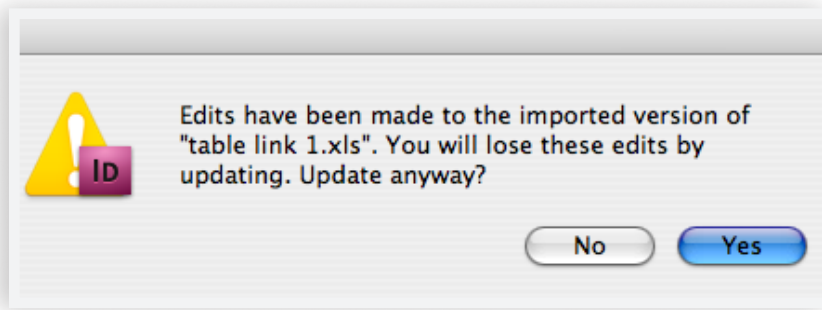 Edits have been made to the imported version of
"table link 1.xls". You will lose these edits by
updating. Update anyway?
ID
No
Yes